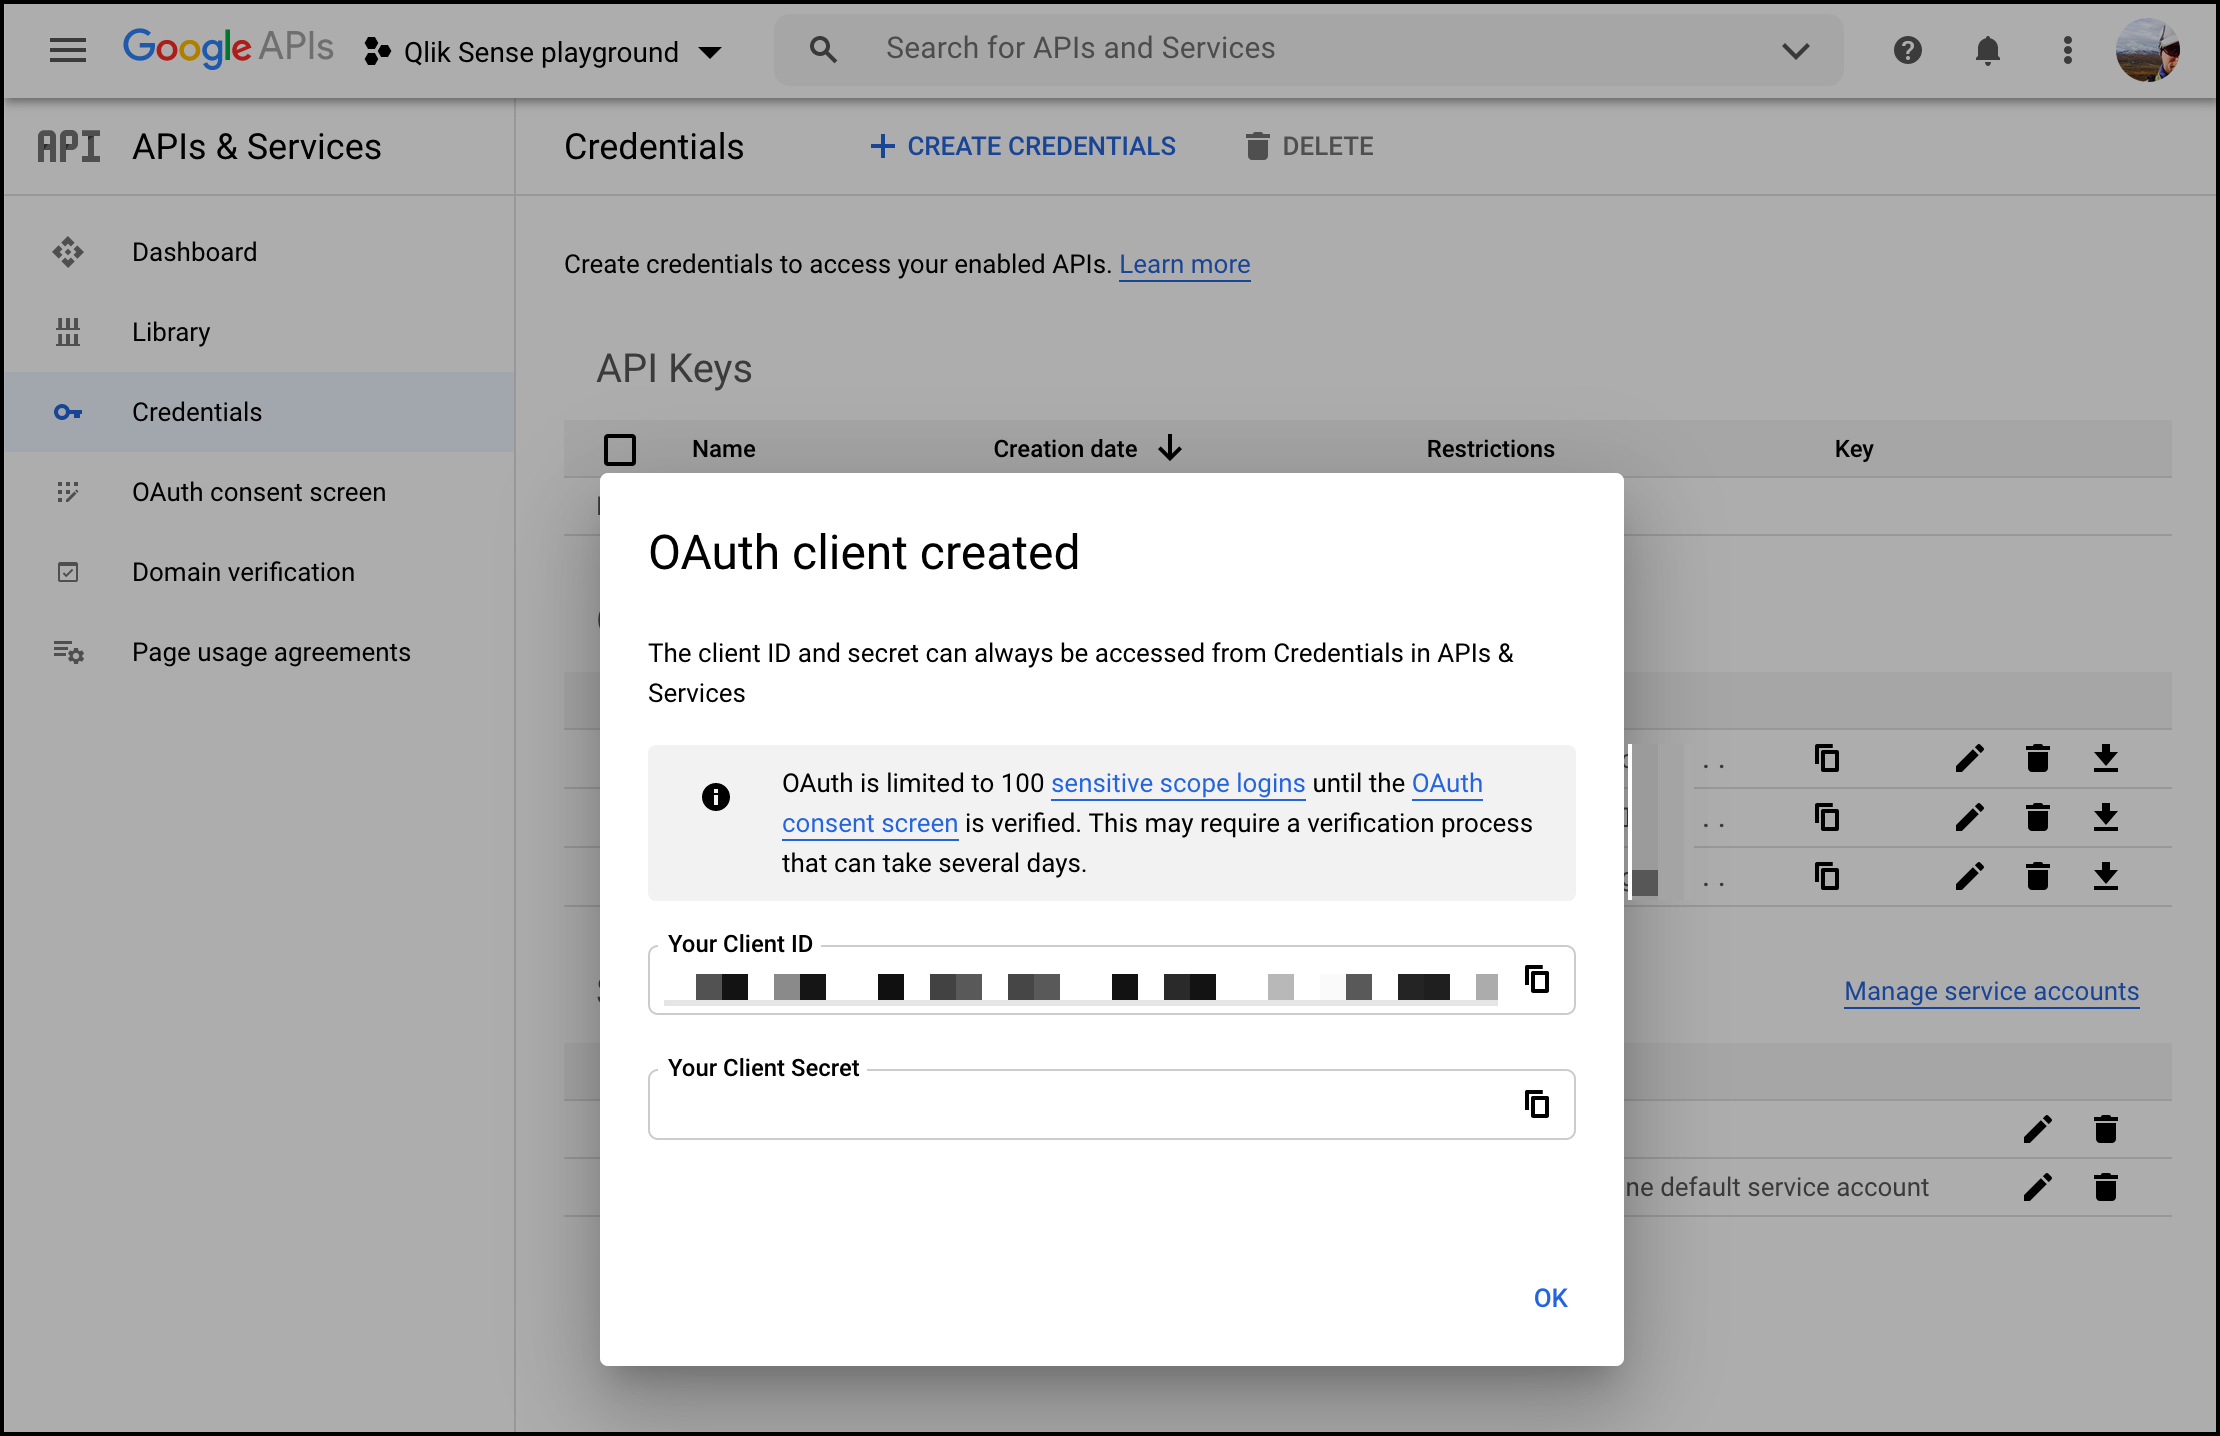 Google APIs
Qlik Sense playground
Search for APIs and Services
API
APIs & Services
Credentials
CREATE CREDENTIALS
DELETE
Dashboard
Library
Credentials
OAuth consent screen
Domain verification
Page usage agreements
Create credentials to access your enabled APIs. Learn more
API Keys
Name
Creation date
Restrictions
Key
OAuth client created
The client ID and secret can always be accessed from Credentials in APIs &
Services
OAuth is limited to 100 sensitive scope logins until the OAuth
consent screen is verified. This may require a verification process
that can take several days.
Your Client ID
Your Client Secret
OK
Manage service accounts
ne default service account